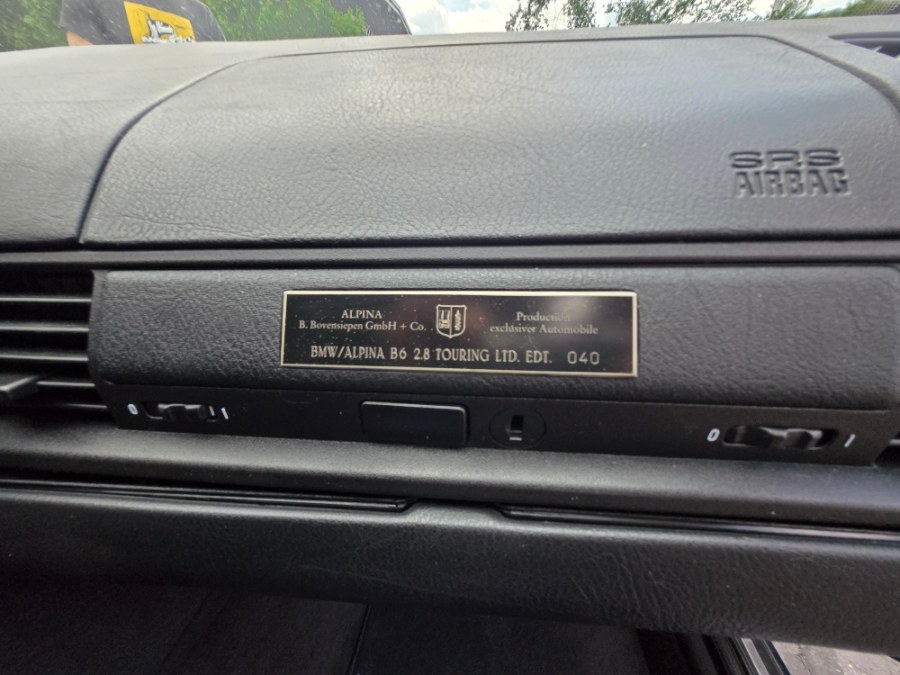 SRS
AIRBAG
ALPINA
B. Bovensiepen GmbH + Co.
Production
exclusiver Automobile
BMW/ALPINA B6 2.8 TOURING LTD. EDT. 040
0 I
0 I